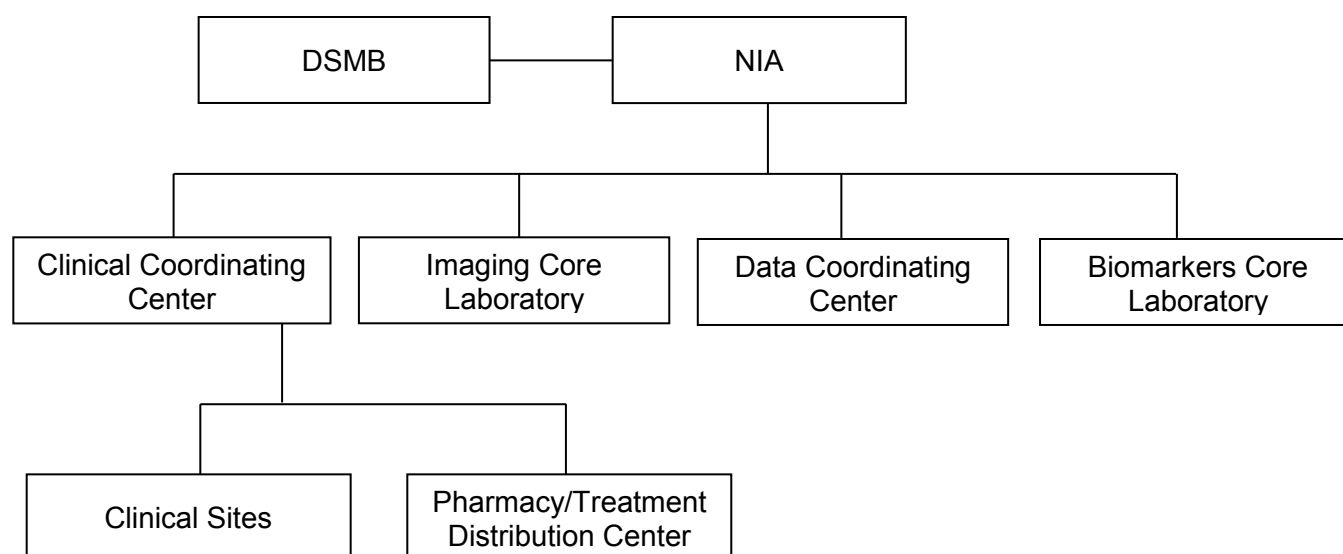 DSMB
NIA
Clinical Coordinating
Center
Imaging Core
Laboratory
Data Coordinating
Center
Biomarkers Core
Laboratory
Clinical Sites
Pharmacy/Treatment
Distribution Center